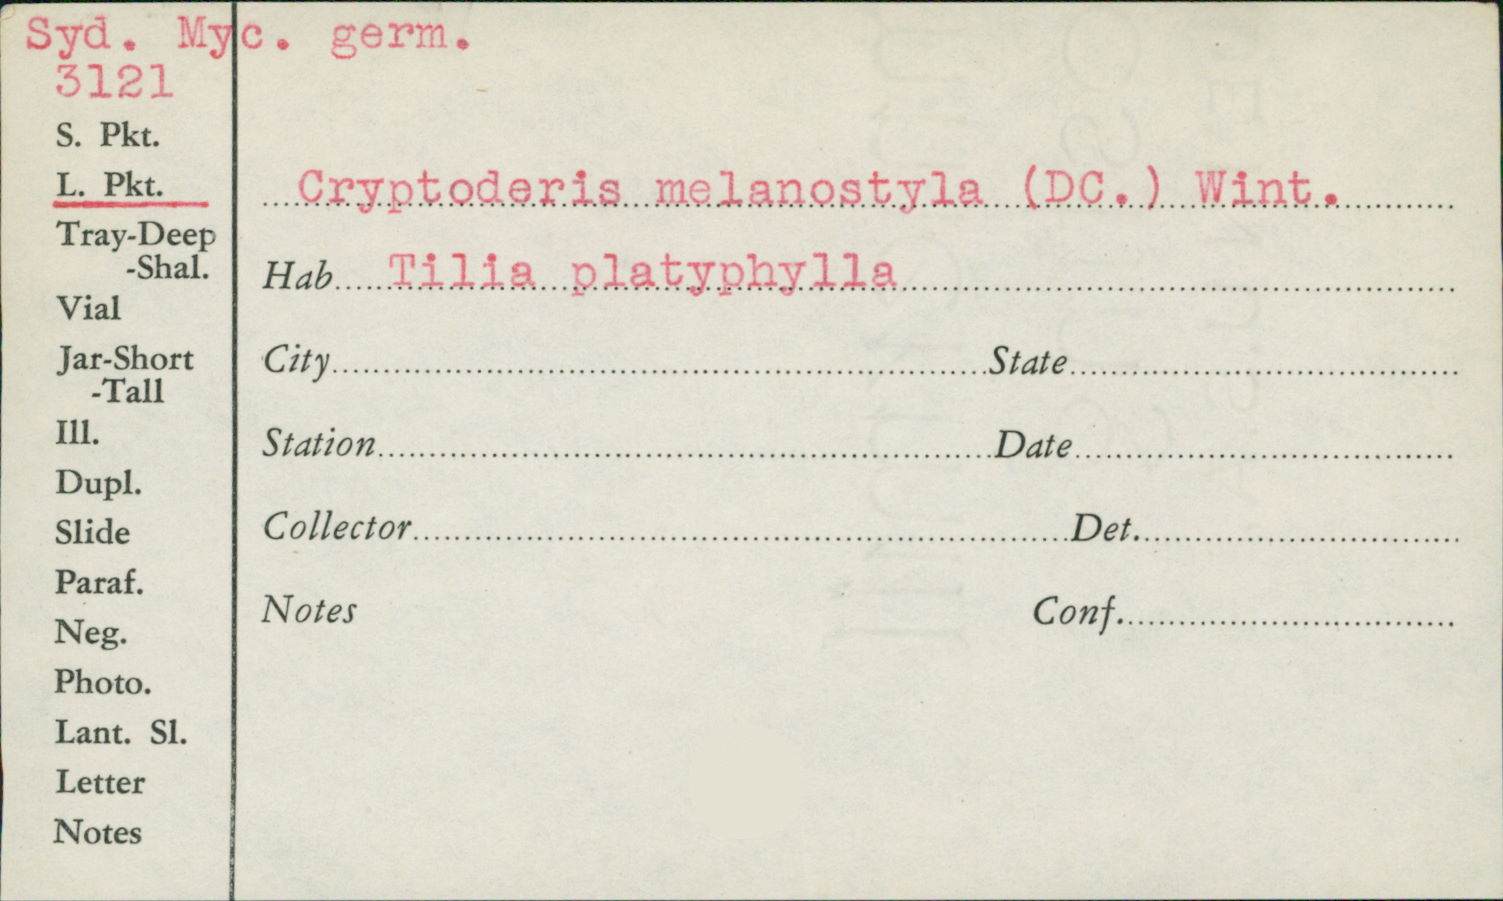 Syd. Myc. germ.
3121
S. Pkt.
L. Pkt.
Tray-Deep
-Shal.
Vial
Jar-Short
-Tall
Ill.
Dupl.
Slide
Paraf.
Neg.
Photo.
Lant. Sl.
Letter
Notes
Cryptoderis melanostyla (DC.) Wint.
Hab. Tilia platyphylla
City State
Station Date
Collector Det.
Notes Conf.